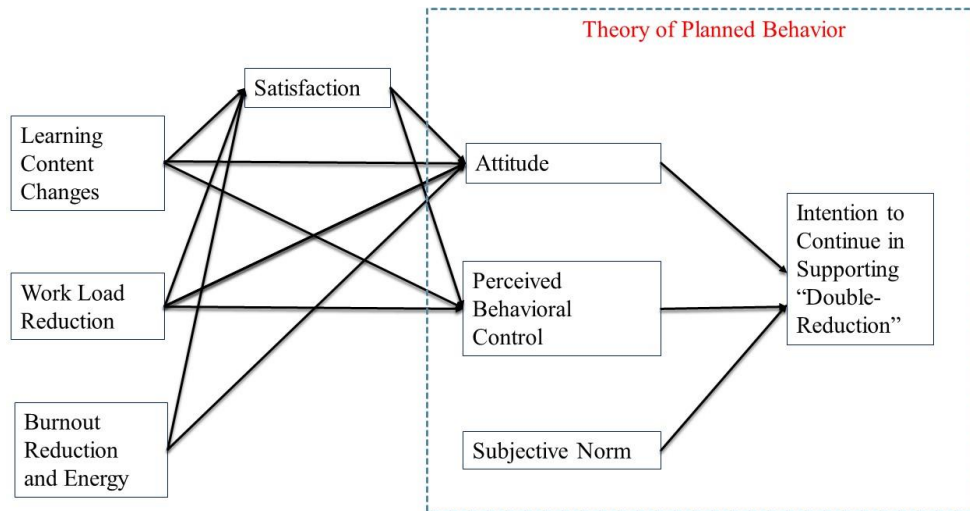 Theory of Planned Behavior
Satisfaction
Learning
Content
Changes
Attitude
Intention to
Continue in
Supporting
“Double-
Reduction”
Work Load
Reduction
Perceived
Behavioral
Control
Burnout
Reduction
and Energy
Subjective Norm